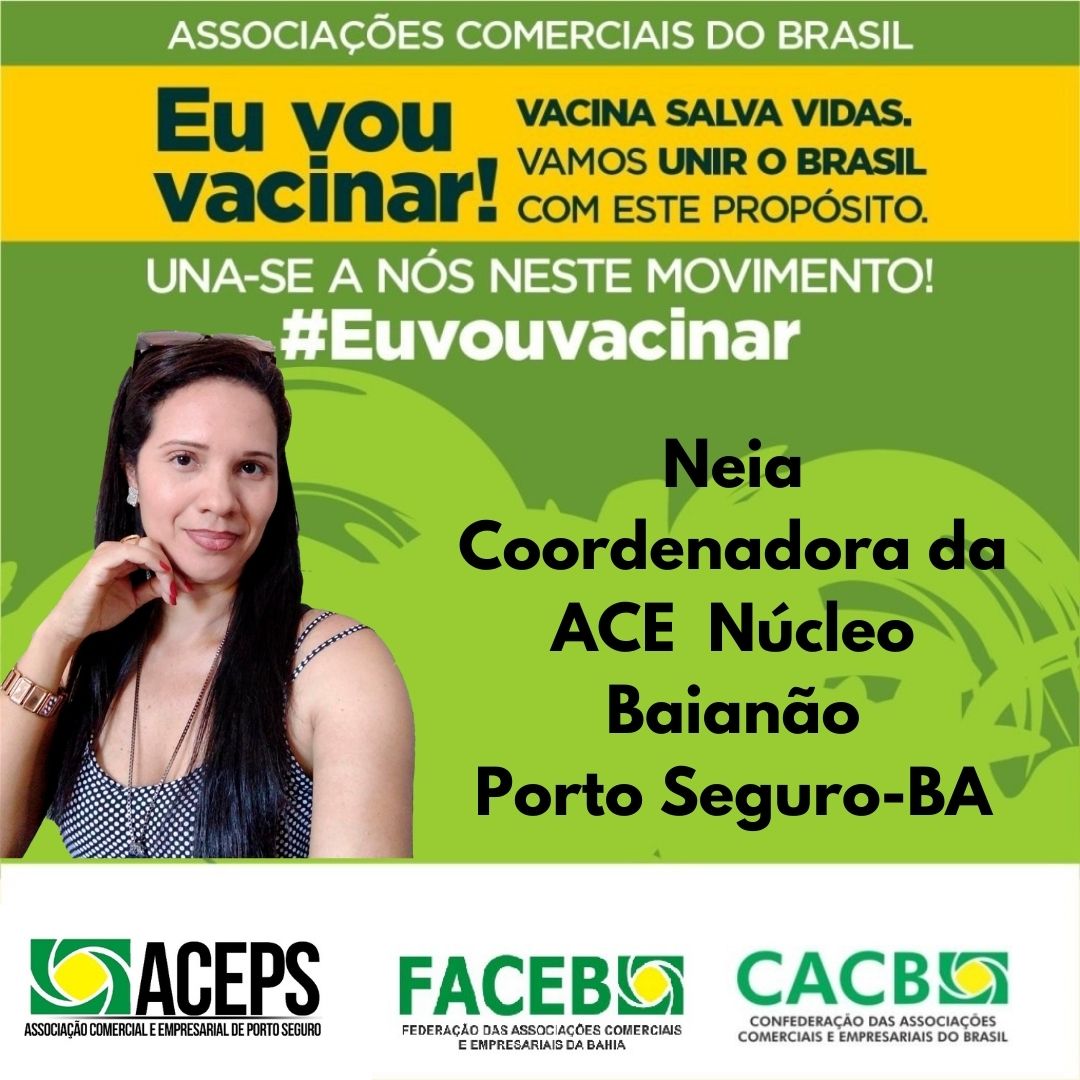 ASSOCIAÇÕES COMERCIAIS DO BRASIL
Eu vou
vacinar!
VACINA SALVA VIDAS.
VAMOS UNIR O BRASIL
COM ESTE PROPÓSITO.
UNA-SE A NÓS NESTE MOVIMENTO!
#Euvouvacinar
Neia
Coordenadora da
ACE Núcleo
Baianão
Porto Seguro-BA
ACEPS
ASSOCIAÇÃO COMERCIAL E EMPRESARIAL DE PORTO SEGURO
FACEB
FEDERAÇÃO DAS ASSOCIAÇÕES COMERCIAIS
E EMPRESARIAIS DA BAHIA
CACB
CONFEDERAÇÃO DAS ASSOCIAÇÕES
COMERCIAIS E EMPRESARIAIS DO BRASIL